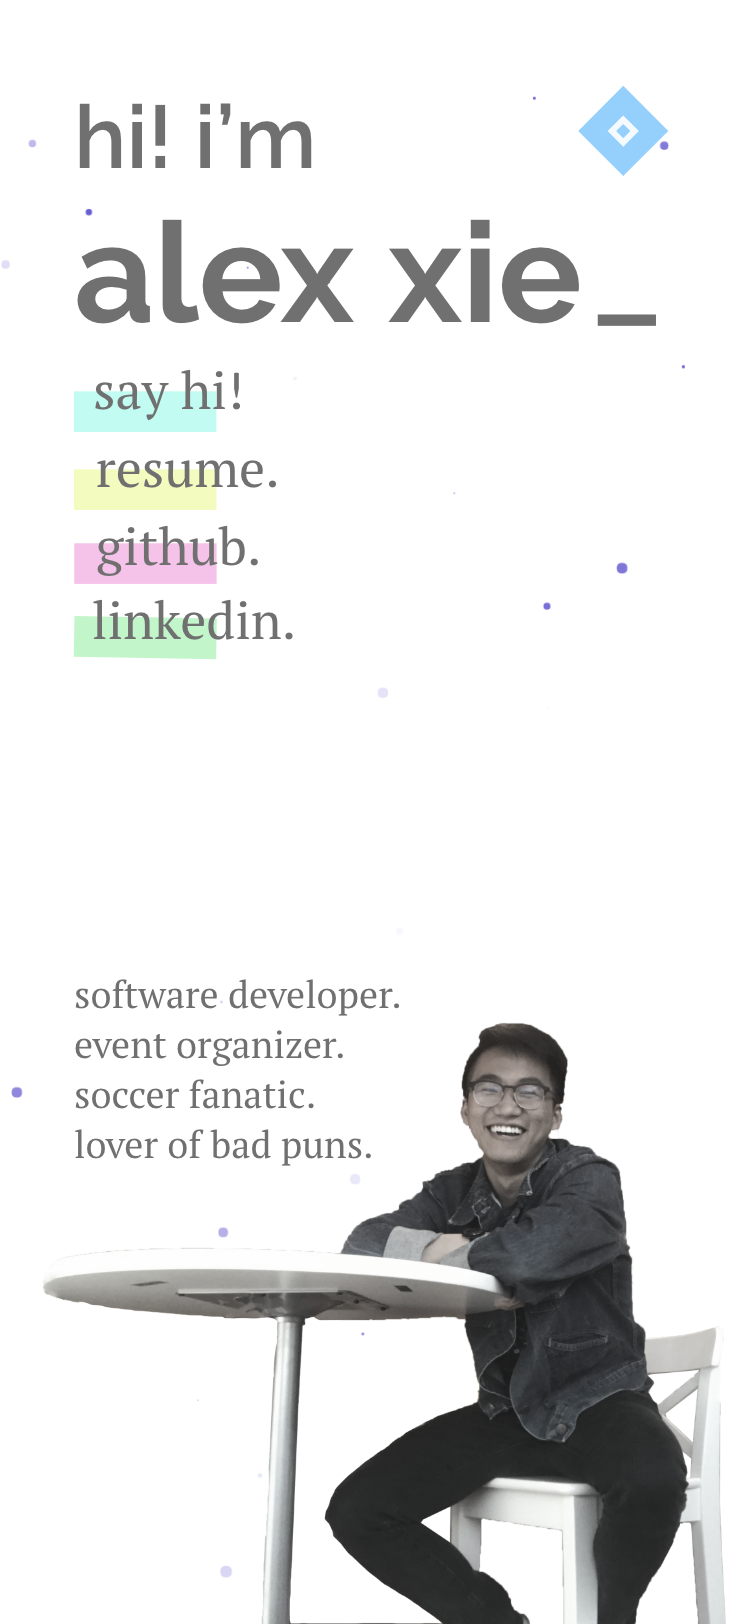 hi! i’m
alex xie_
say hi!
resume.
github.
linkedin.
software developer.
event organizer.
soccer fanatic.
lover of bad puns.